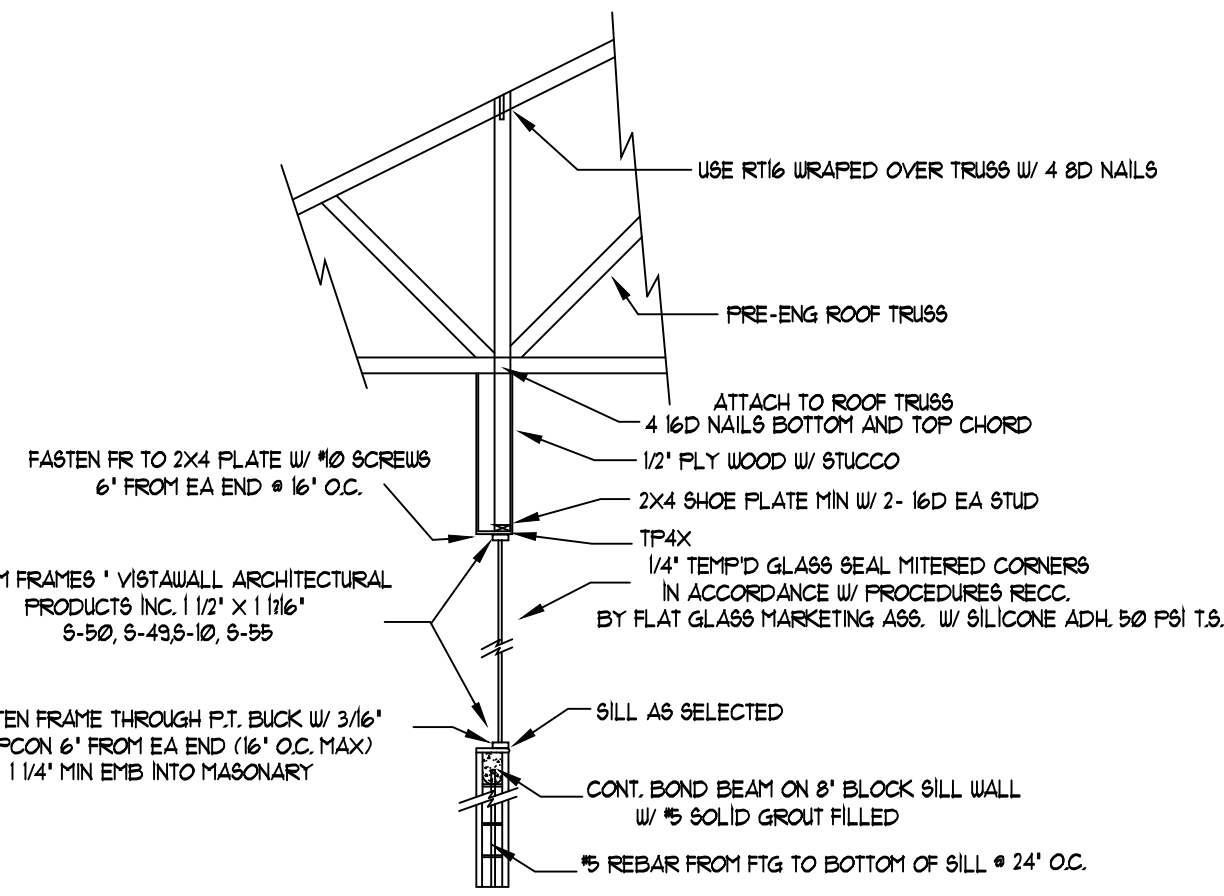 USE RT16 WRAPED OVER TRUSS W/ 4 8D NAILS
PRE-ENG ROOF TRUSS
ATTACH TO ROOF TRUSS
4 16D NAILS BOTTOM AND TOP CHORD
FASTEN FR TO 2X4 PLATE W/ #10 SCREWS
6" FROM EA END @ 16" O.C.
1/2" PLY WOOD W/ STUCCO
2X4 SHOE PLATE MIN W/ 2- 16D EA STUD
TP4X
1/4" TEMP'D GLASS SEAL MITERED CORNERS
IN ACCORDANCE W/ PROCEDURES RECC.
BY FLAT GLASS MARKETING ASS. W/ SILICONE ADH. 50 PSI T.S.
M FRAMES " VISTAWALL ARCHITECTURAL
PRODUCTS INC. 1 1/2" X 1 1216"
S-50, S-49,S-10, S-55
TEN FRAME THROUGH P.T. BUCK W/ 3/16"
PCON 6" FROM EA END (16" O.C. MAX)
1 1/4" MIN EMB INTO MASONARY
SILL AS SELECTED
CONT. BOND BEAM ON 8" BLOCK SILL WALL
W/ #5 SOLID GROUT FILLED
#5 REBAR FROM FTG TO BOTTOM OF SILL @ 24" O.C.